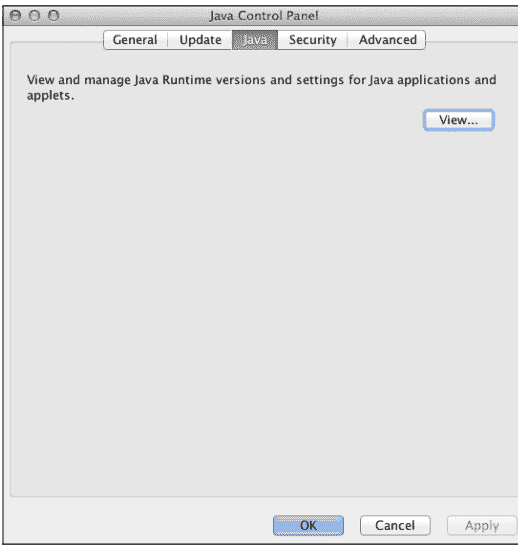 Java Control Panel
General Update Java Security Advanced
View and manage Java Runtime versions and settings for Java applications and
applets.
View...
OK Cancel Apply